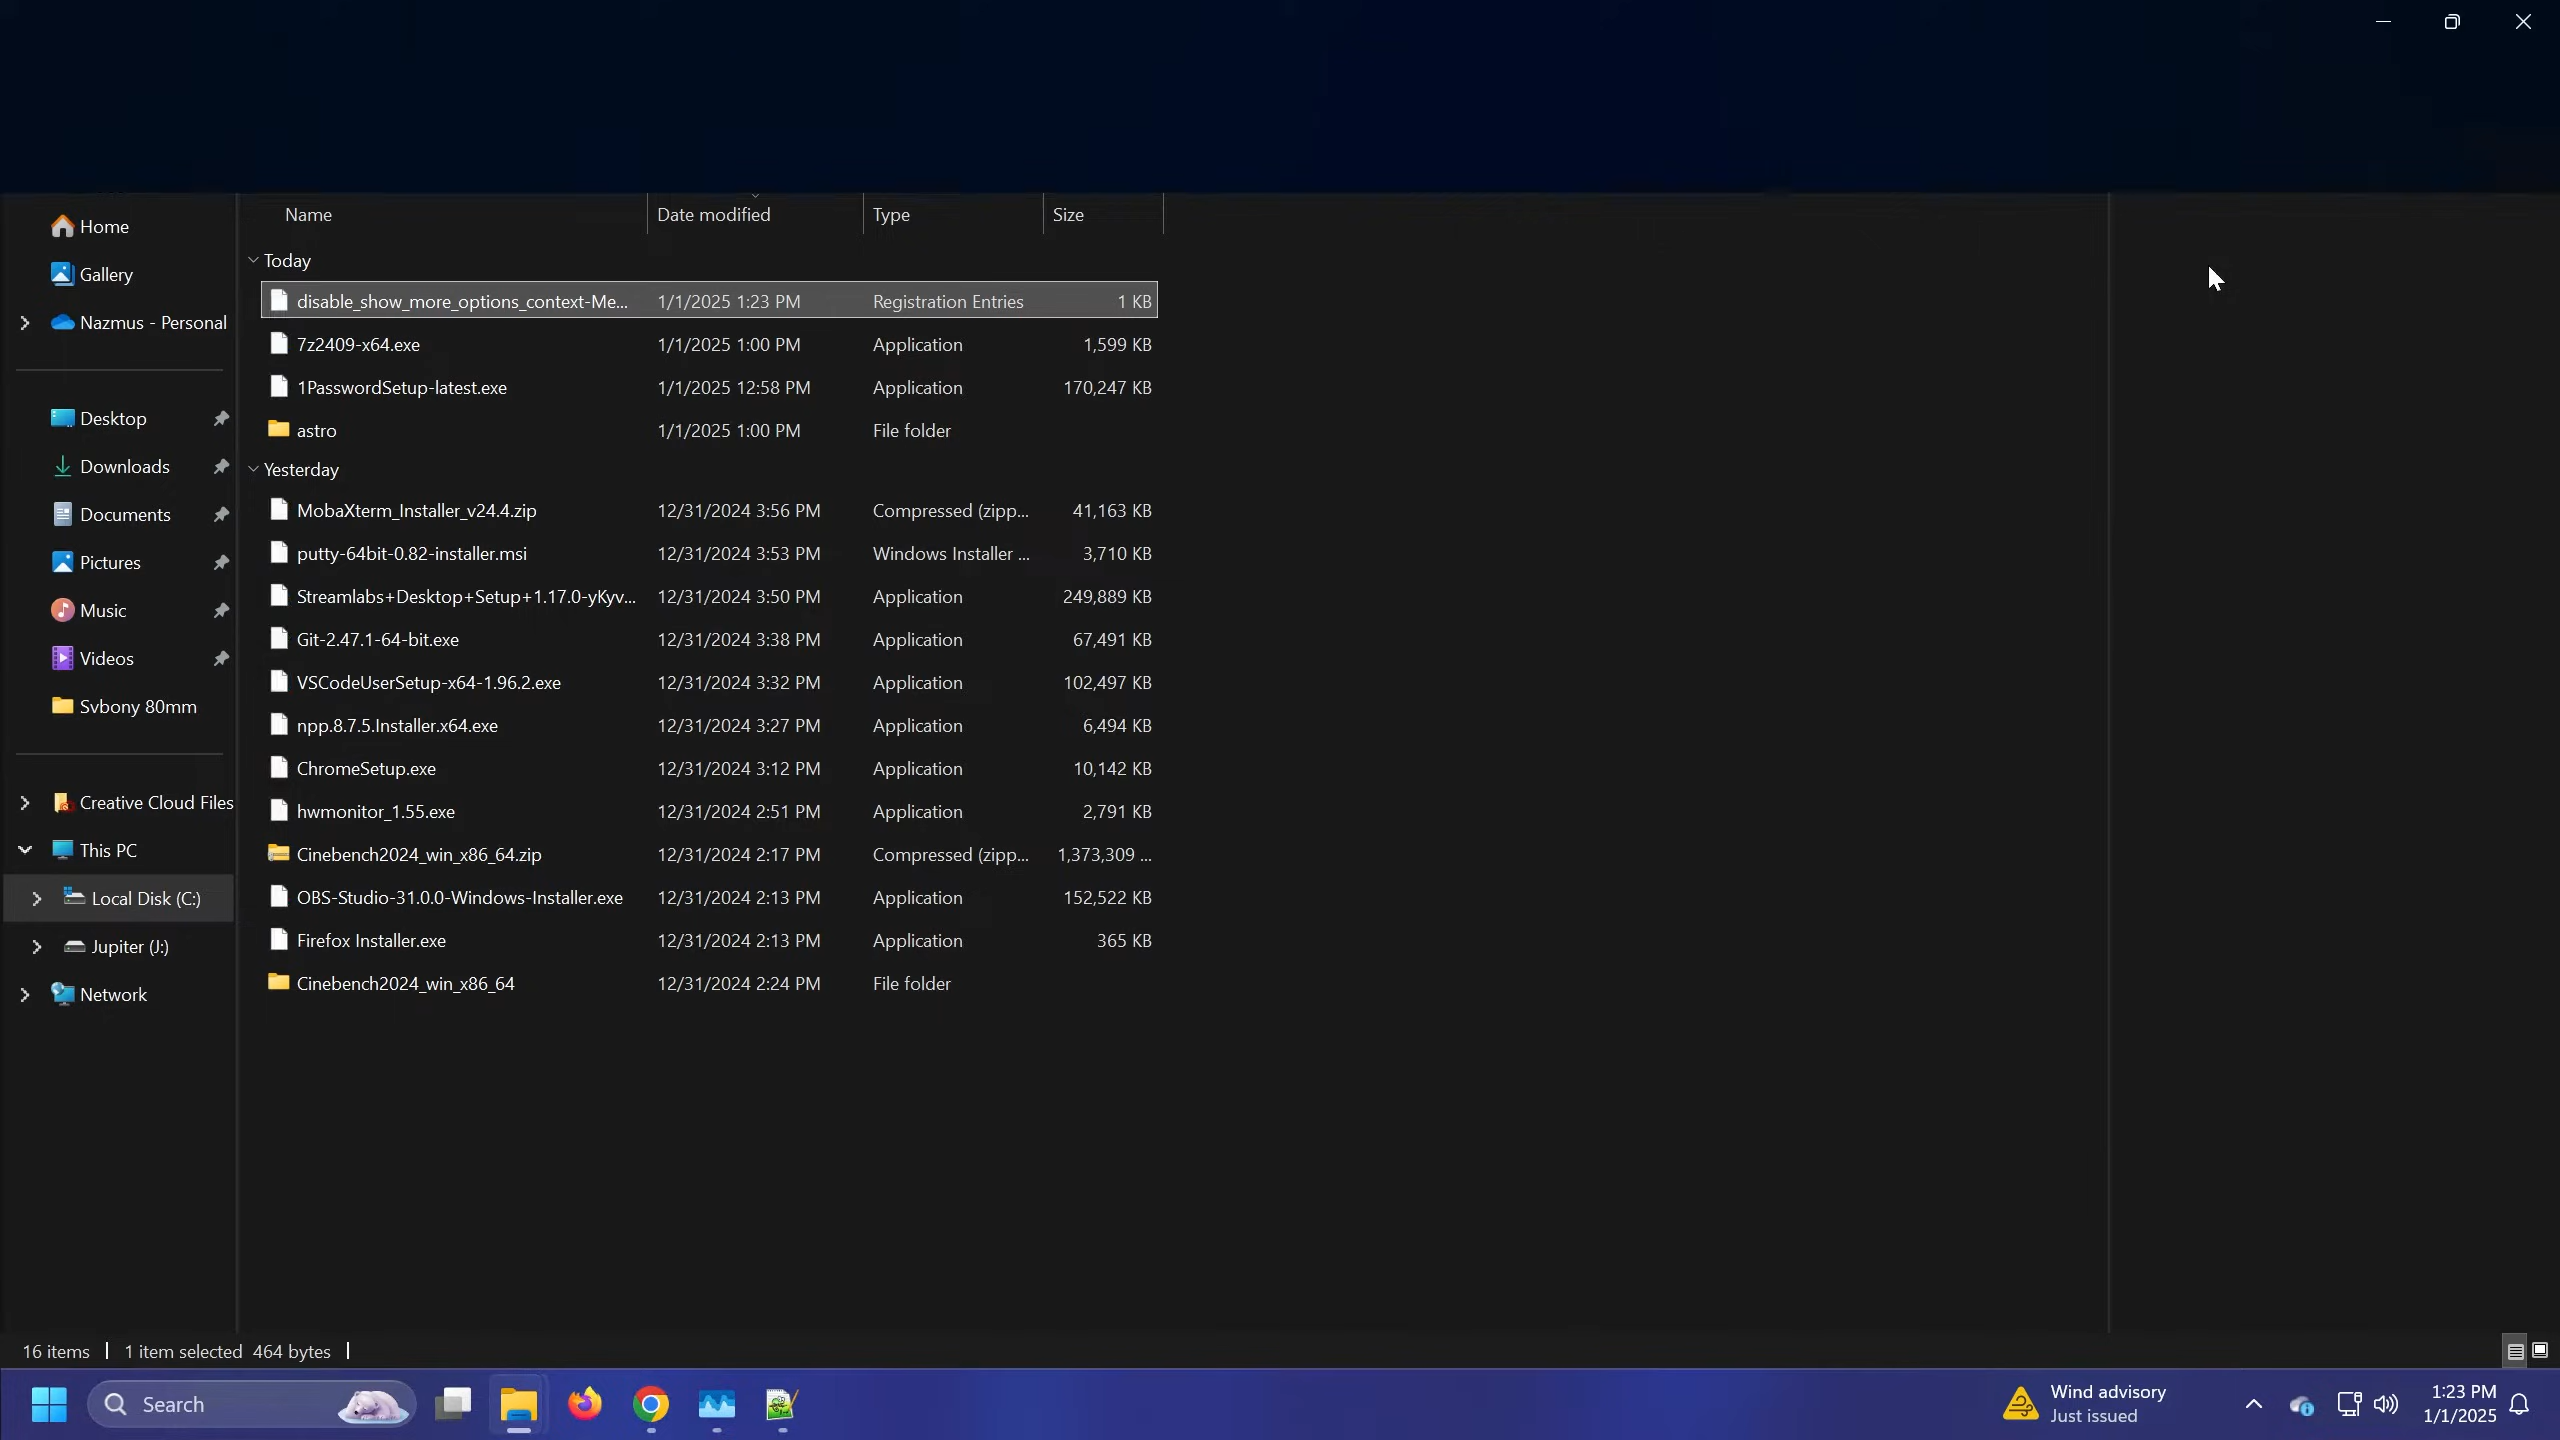 Name Date modified Type Size
Home
Gallery
Nazmus - Personal
Desktop
Downloads
Documents
Pictures
Music
Videos
Svbony 80mm
Creative Cloud Files
This PC
Local Disk (C:)
Jupiter (J:)
Network
Today
disable_show_more_options_context-Me... 1/1/2025 1:23 PM Registration Entries 1 KB
7z2409-x64.exe 1/1/2025 1:00 PM Application 1,599 KB
1PasswordSetup-latest.exe 1/1/2025 12:58 PM Application 170,247 KB
astro 1/1/2025 1:00 PM File folder
Yesterday
MobaXterm_Installer_v24.4.zip 12/31/2024 3:56 PM Compressed (zipp... 41,163 KB
putty-64bit-0.82-installer.msi 12/31/2024 3:53 PM Windows Installer ... 3,710 KB
Streamlabs+Desktop+Setup+1.17.0-yKyv... 12/31/2024 3:50 PM Application 249,889 KB
Git-2.47.1-64-bit.exe 12/31/2024 3:38 PM Application 67,491 KB
VSCodeUserSetup-x64-1.96.2.exe 12/31/2024 3:32 PM Application 102,497 KB
npp.8.7.5.Installer.x64.exe 12/31/2024 3:27 PM Application 6,494 KB
ChromeSetup.exe 12/31/2024 3:12 PM Application 10,142 KB
hwmonitor_1.55.exe 12/31/2024 2:51 PM Application 2,791 KB
Cinebench2024_win_x86_64.zip 12/31/2024 2:17 PM Compressed (zipp... 1,373,309 ...
OBS-Studio-31.0.0-Windows-Installer.exe 12/31/2024 2:13 PM Application 152,522 KB
Firefox Installer.exe 12/31/2024 2:13 PM Application 365 KB
Cinebench2024_win_x86_64 12/31/2024 2:24 PM File folder
16 items 1 item selected 464 bytes
Search
Wind advisory
Just issued
1:23 PM
1/1/2025